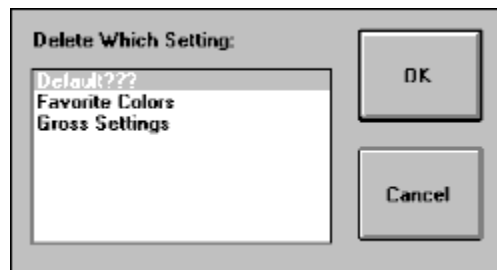 Delete Which Setting:
Default???
Favorite Colors
Gross Settings
OK
Cancel